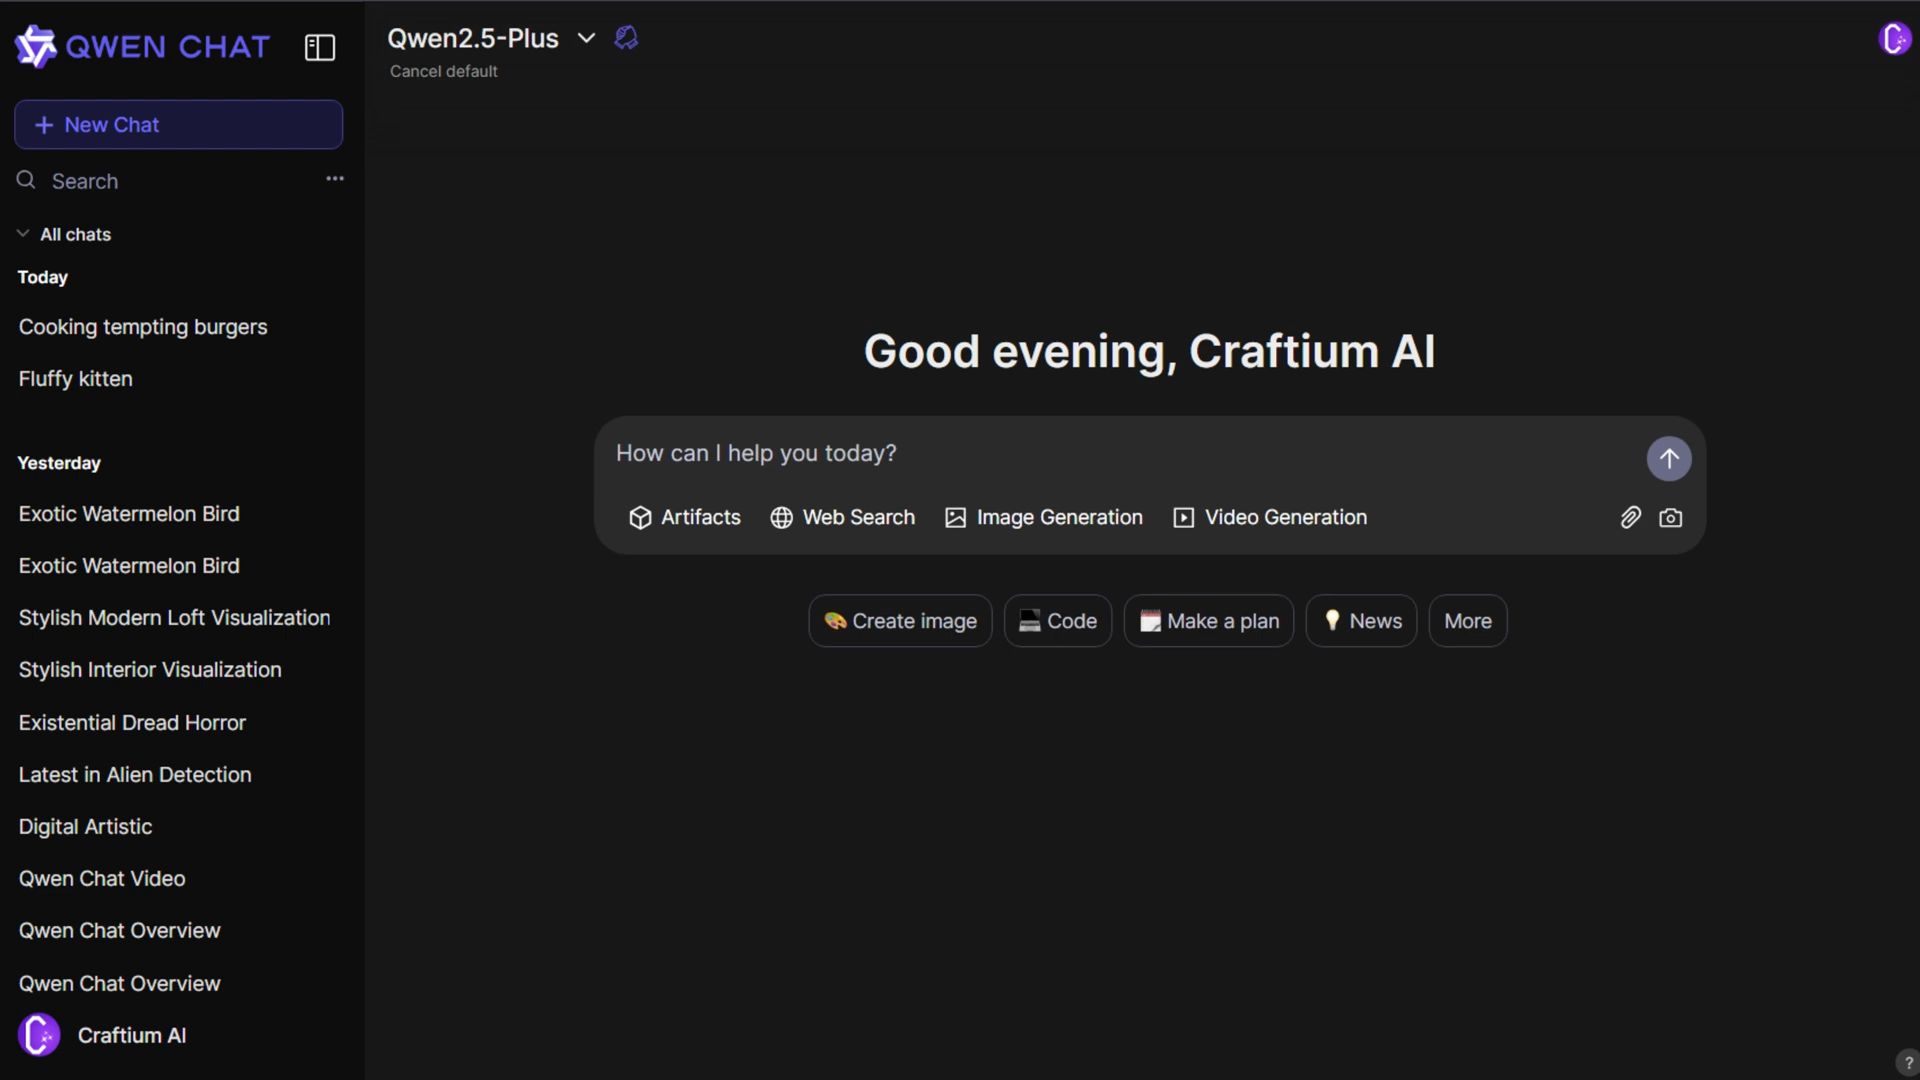 QWEN CHAT
New Chat
Search
All chats
Today
Cooking tempting burgers
Fluffy kitten
Yesterday
Exotic Watermelon Bird
Exotic Watermelon Bird
Stylish Modern Loft Visualization
Stylish Interior Visualization
Existential Dread Horror
Latest in Alien Detection
Digital Artistic
Qwen Chat Video
Qwen Chat Overview
Qwen Chat Overview
Craftium AI
Qwen2.5-Plus
Cancel default
Good evening, Craftium AI
How can I help you today?
Artifacts Web Search Image Generation Video Generation
Create image Code Make a plan News More
?